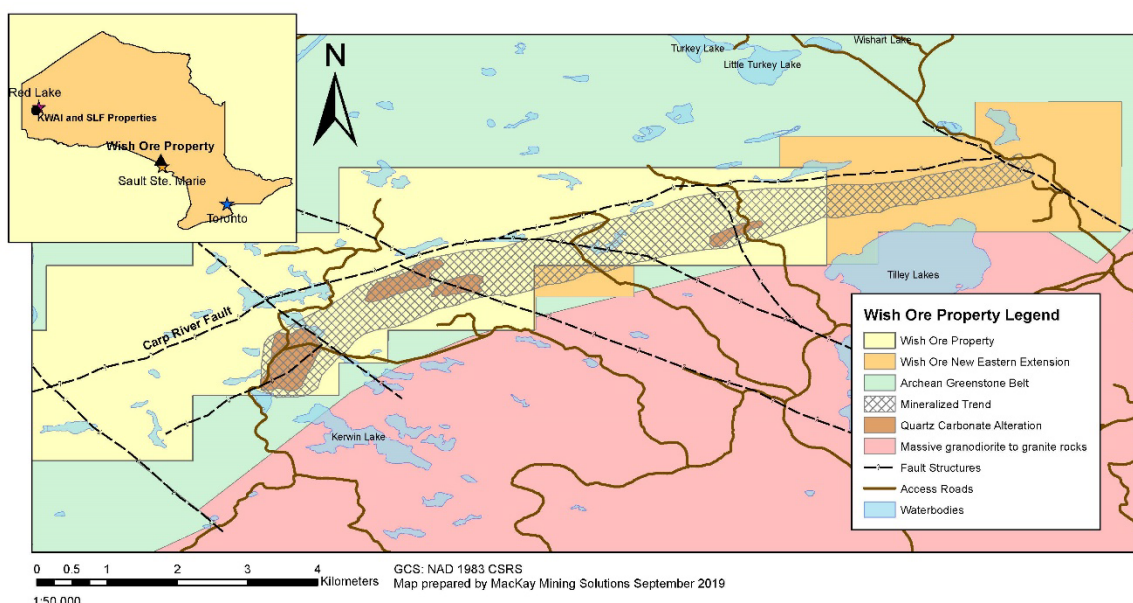 Red Lake
KWAI and SLF Properties
Wish Ore Property
Sault Ste. Marie
Toronto
N
Turkey Lake
Little Turkey Lake
Wishart Lake
Tilley Lakes
Carp River Fault
Kerwin Lake
Wish Ore Property Legend
Wish Ore Property
Wish Ore New Eastern Extension
Archean Greenstone Belt
Mineralized Trend
Quartz Carbonate Alteration
Massive granodiorite to granite rocks
Fault Structures
Access Roads
Waterbodies
0 0.5 1 2 3 4
Kilometers
1:50,000
GCS: NAD 1983 CSRS
Map prepared by MacKay Mining Solutions September 2019